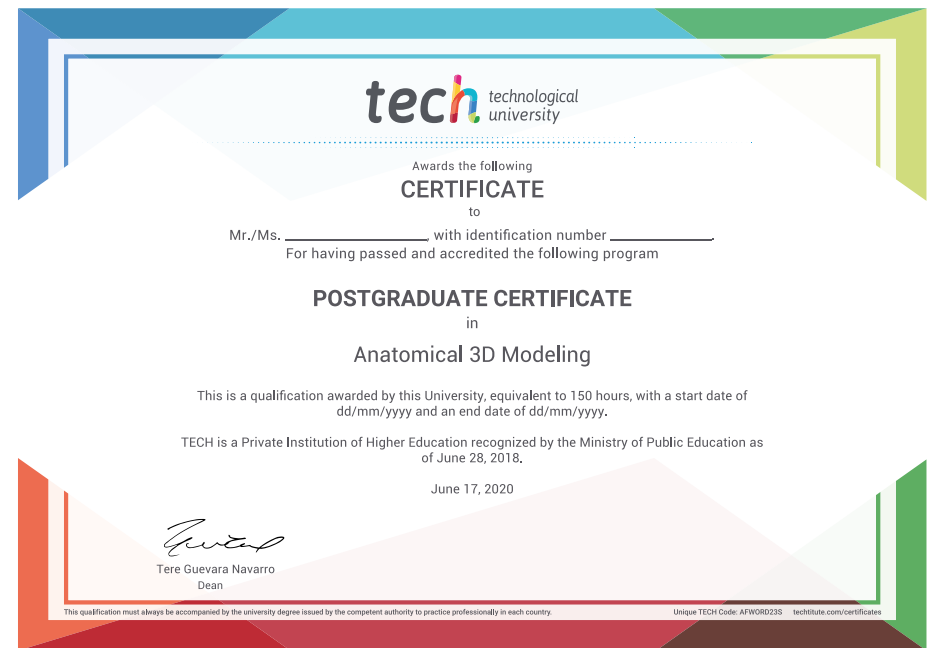 tech technological
university
Awards the following
CERTIFICATE
to
Mr./Ms. ____________________, with identification number ______________.
For having passed and accredited the following program
POSTGRADUATE CERTIFICATE
in
Anatomical 3D Modeling
This is a qualification awarded by this University, equivalent to 150 hours, with a start date of
dd/mm/yyyy and an end date of dd/mm/yyyy.
TECH is a Private Institution of Higher Education recognized by the Ministry of Public Education as
of June 28, 2018.
June 17, 2020
Tere Guevara Navarro
Dean
This qualification must always be accompanied by the university degree issued by the competent authority to practice professionally in each country. Unique TECH Code: AFWORD23S techtitute.com/certificates